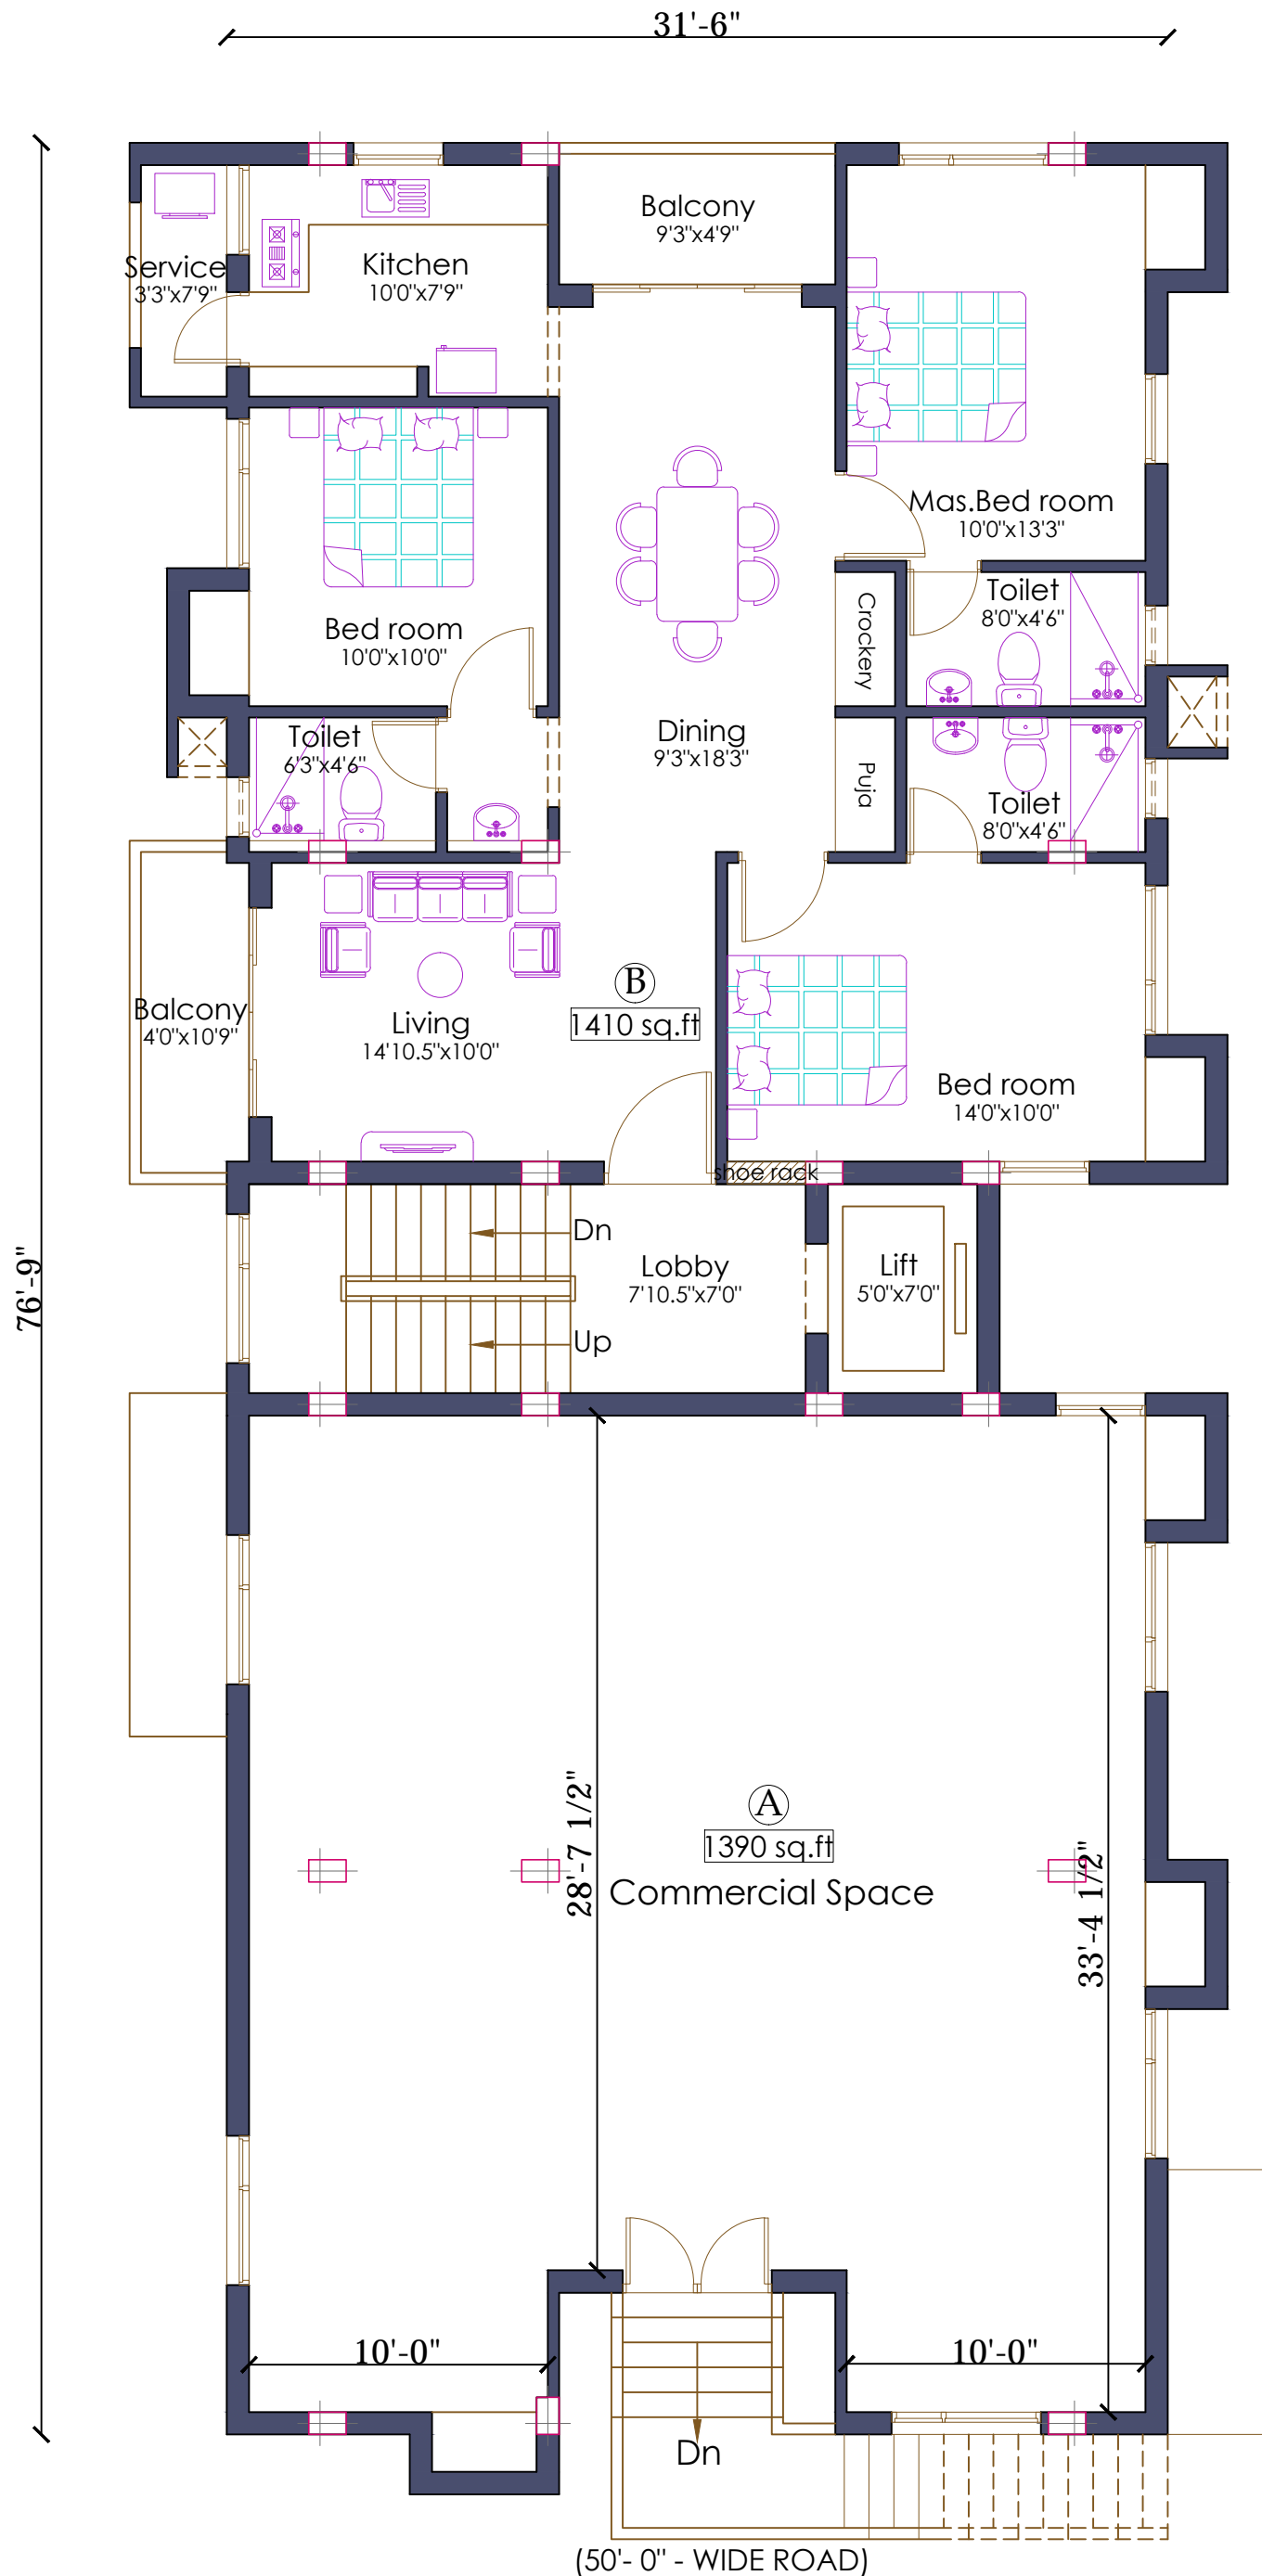 31'-6"
Balcony
9'3"x4'9"
Service
3'3"x7'9"
Kitchen
10'0"x7'9"
Mas.Bed room
10'0"x13'3"
Bed room
10'0"x10'0"
Toilet
8'0"x4'6"
Crockery
Toilet
6'3"x4'6"
Dining
9'3"x18'3"
Puja
Toilet
8'0"x4'6"
B
1410 sq.ft
Balcony
4'0"x10'9"
Living
14'10.5"x10'0"
Bed room
14'0"x10'0"
shoe rack
Dn
Lobby
7'10.5"x7'0"
Lift
5'0"x7'0"
Up
76'-9"
A
1390 sq.ft
Commercial Space
28'-7 1/2"
33'-4 1/2"
10'-0"
10'-0"
Dn
(50'- 0" - WIDE ROAD)